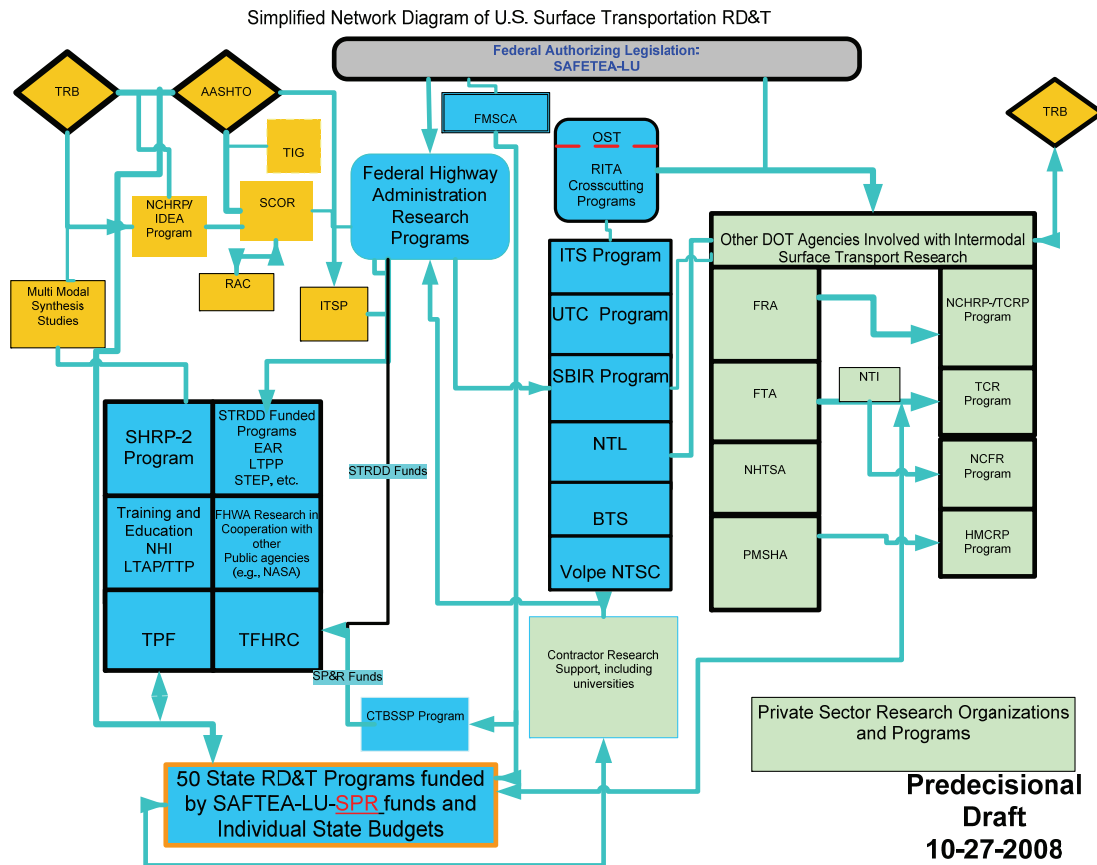 Simplified Network Diagram of U.S. Surface Transportation RD&T
Federal Authorizing Legislation:
SAFETEA-LU
TRB
AASHTO
TIG
FMSCA
OST
RITA
Crosscutting
Programs
TRB
Federal Highway
Administration
Research
Programs
NCHRP/
IDEA
Program
SCOR
RAC
ITSP
Multi Modal
Synthesis
Studies
Other DOT Agencies Involved with Intermodal
Surface Transport Research
ITS Program
UTC Program
SBIR Program
NTL
BTS
Volpe NTSC
FRA
FTA
NHTSA
PMSHA
NTI
NCHRP-/TCRP
Program
TCR
Program
NCFR
Program
HMCRP
Program
SHRP-2
Program
STRDD Funded
Programs
EAR
LTPP
STEP, etc.
Training and
Education
NHI
LTAP/TTP
FHWA Research in
Cooperation with
other
Public agencies
(e.g., NASA)
TPF
TFHRC
STRDD Funds
SP&R Funds
CTBSSP Program
Contractor Research
Support, including
universities
Private Sector Research Organizations
and Programs
50 State RD&T Programs funded
by SAFTEA-LU-SPR funds and
Individual State Budgets
Predecisional
Draft
10-27-2008